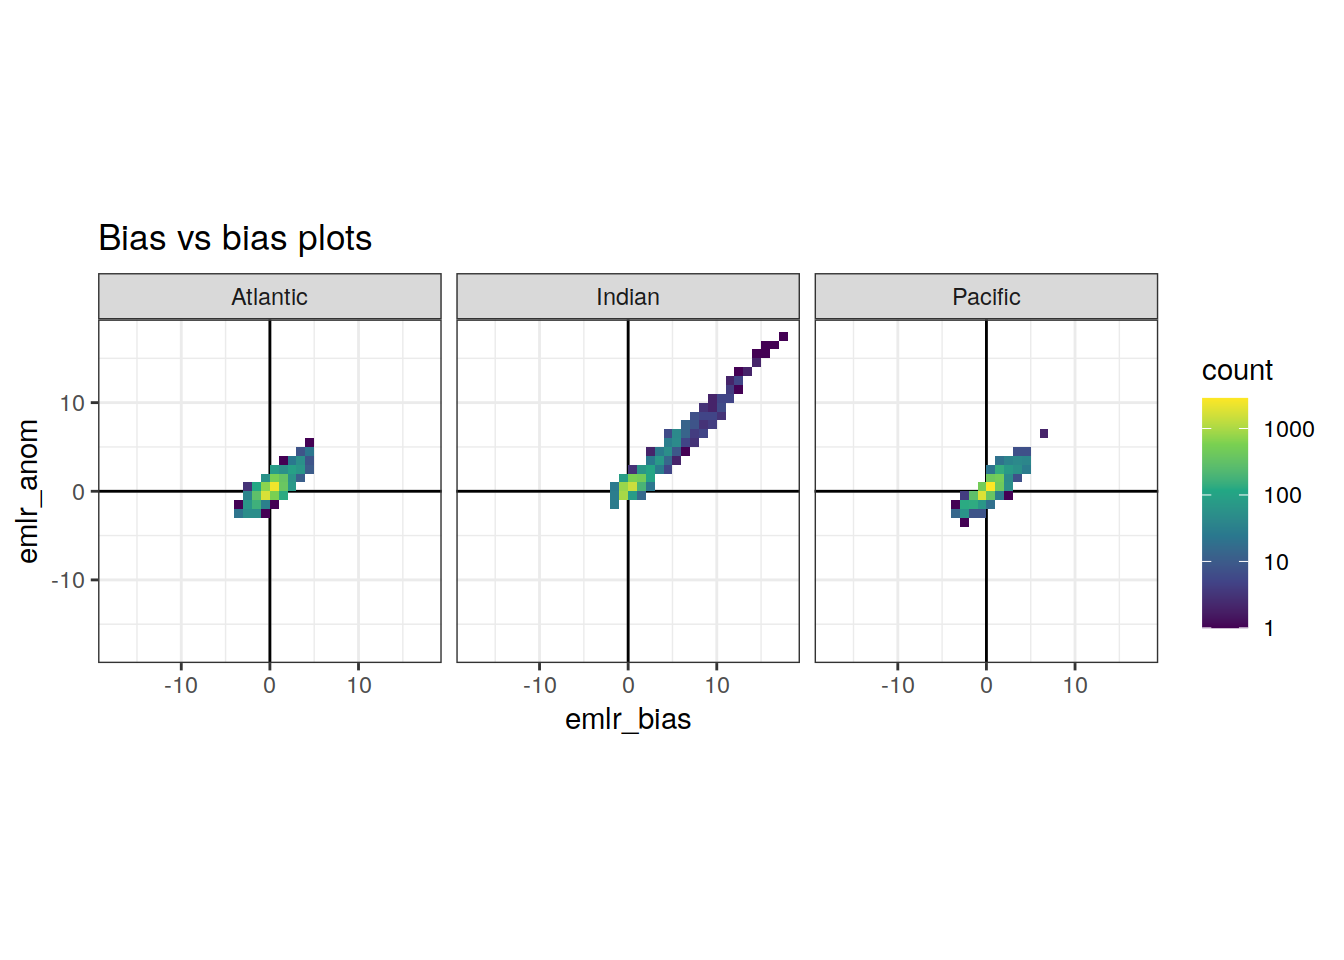 Bias vs bias plots
Atlantic Indian Pacific
emlr_anom
10
0
-10
-10 0 10 -10 0 10 -10 0 10
emlr_bias
count
1000
100
10
1